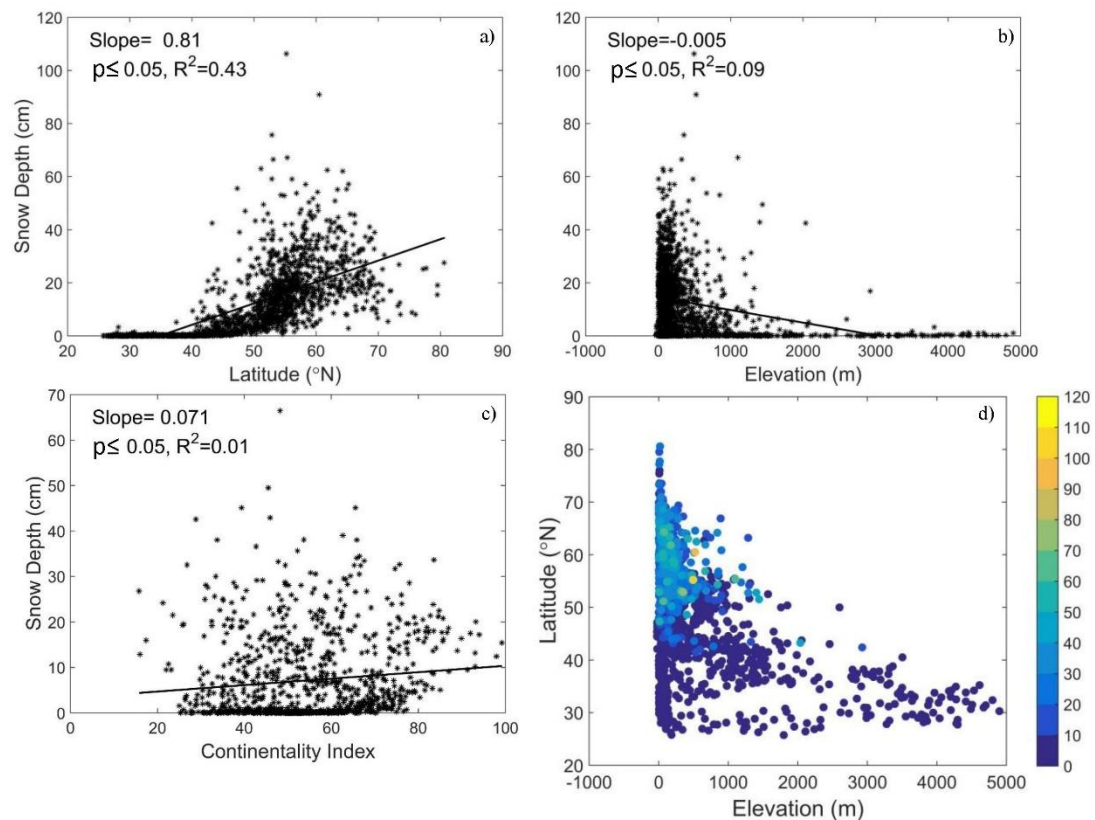 Slope= 0.81
p≤ 0.05, R²=0.43
a)
120
100
80
60
40
20
0
Snow Depth (cm)
20 30 40 50 60 70 80 90
Latitude (°N)
Slope=-0.005
p≤ 0.05, R²=0.09
b)
120
100
80
60
40
20
0
-1000 0 1000 2000 3000 4000 5000
Elevation (m)
Slope= 0.071
p≤ 0.05, R²=0.01
c)
70
60
50
40
30
20
10
0
Snow Depth (cm)
0 20 40 60 80 100
Continentality Index
d)
90
80
70
60
50
40
30
20
Latitude (°N)
-1000 0 1000 2000 3000 4000 5000
Elevation (m)
120
110
100
90
80
70
60
50
40
30
20
10
0